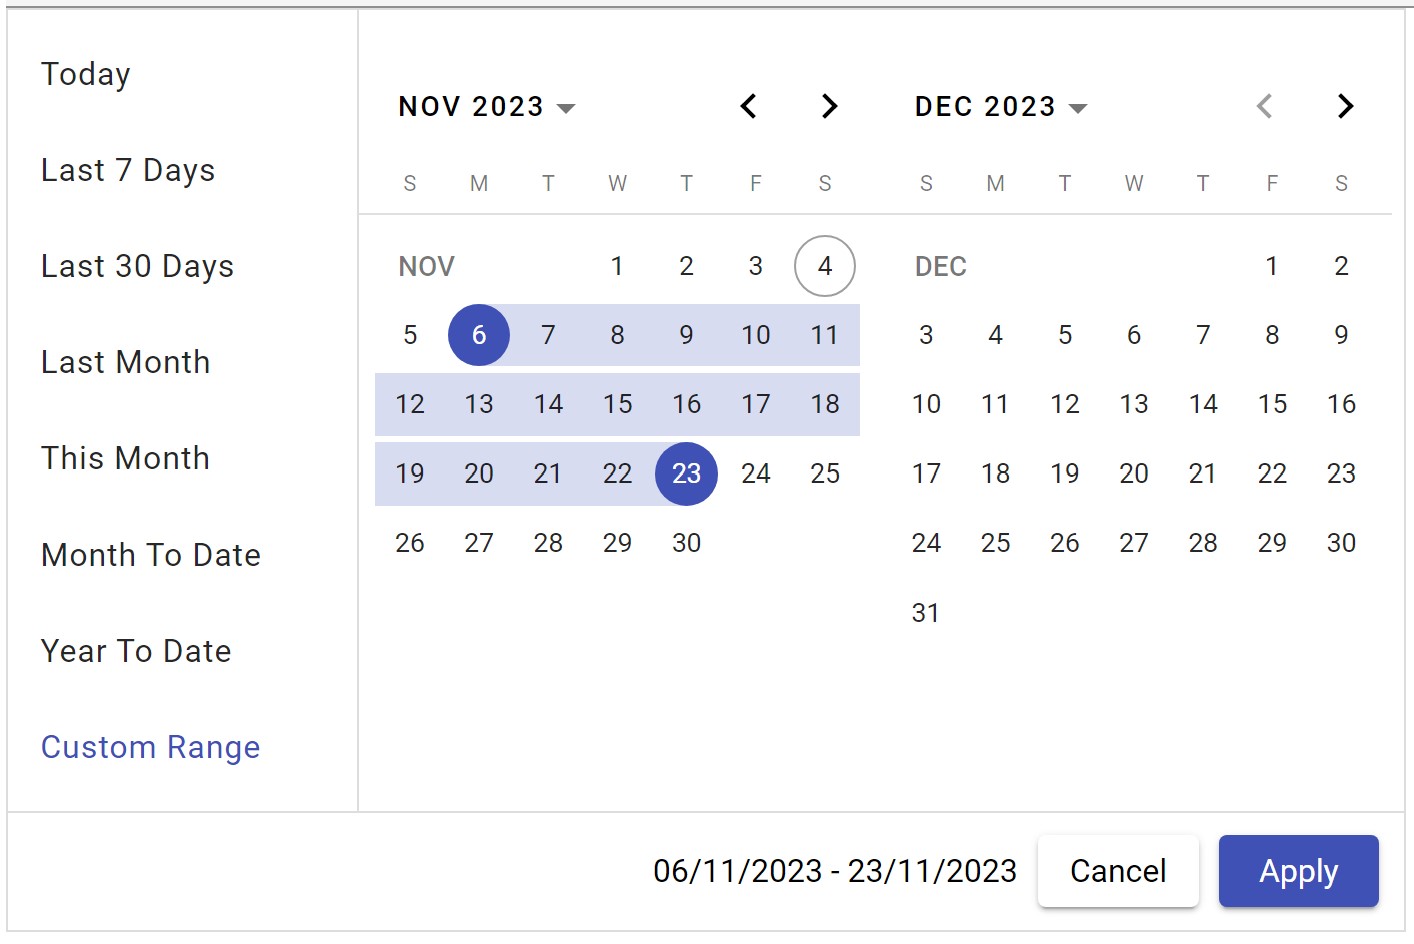 Today
Last 7 Days
Last 30 Days
Last Month
This Month
Month To Date
Year To Date
Custom Range
NOV 2023
S M T W T F S
NOV 1 2 3 4
5 6 7 8 9 10 11
12 13 14 15 16 17 18
19 20 21 22 23 24 25
26 27 28 29 30
DEC 2023
S M T W T F S
DEC 1 2
3 4 5 6 7 8 9
10 11 12 13 14 15 16
17 18 19 20 21 22 23
24 25 26 27 28 29 30
31
06/11/2023 - 23/11/2023
Cancel
Apply